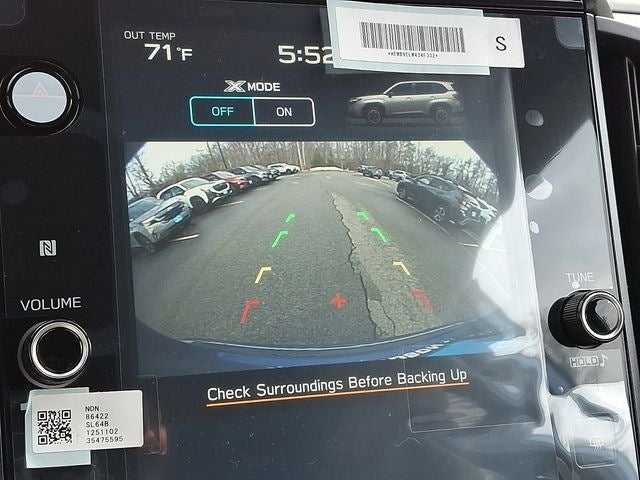 OUT TEMP
71°F
5:52
S
X MODE
OFF
ON
VOLUME
TUNE
HOLD
Check Surroundings Before Backing Up
NDN
86422
SL64B
1251102
35475595